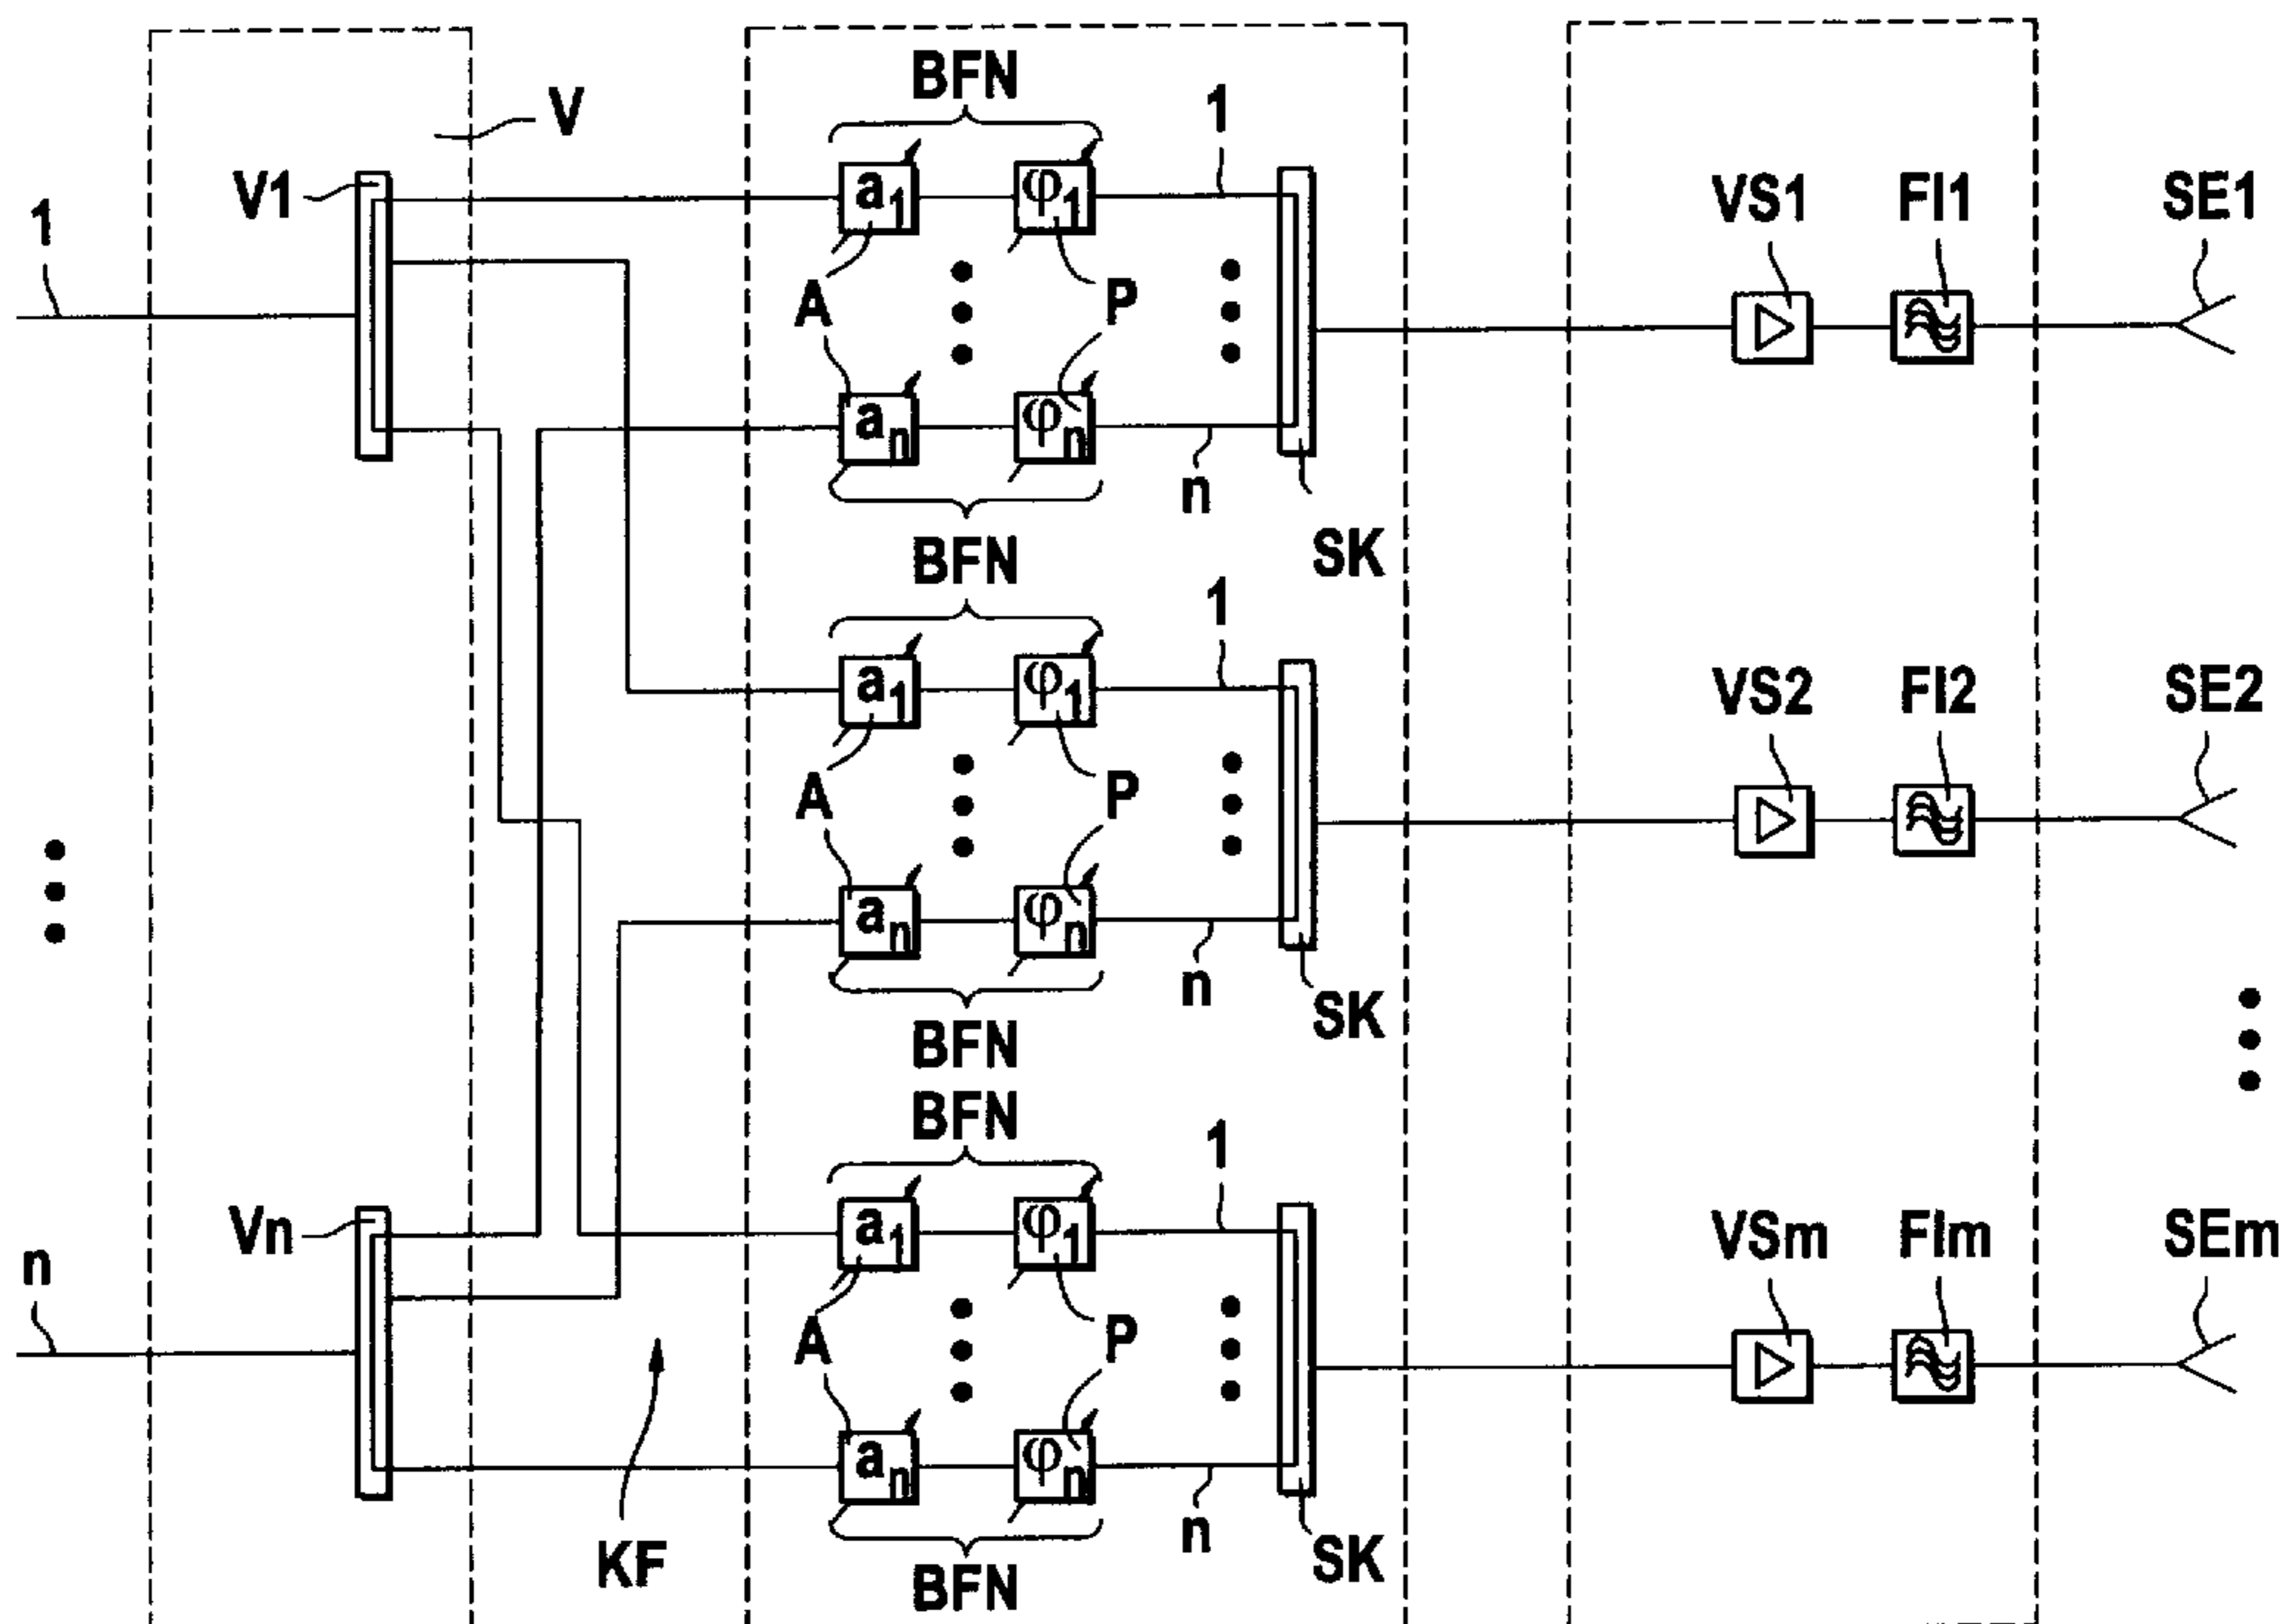 BFN
V
1
V1
a1 φ1
VS1 FI1 SE1
1
A P
an φn
n
BFN
SK
1
a1 φ1
VS2 FI2 SE2
A P
an φn
n
BFN
SK
BFN
1
Vn
a1 φ1
VSm FIm SEm
n
A P
an φn
n
KF
BFN
SK